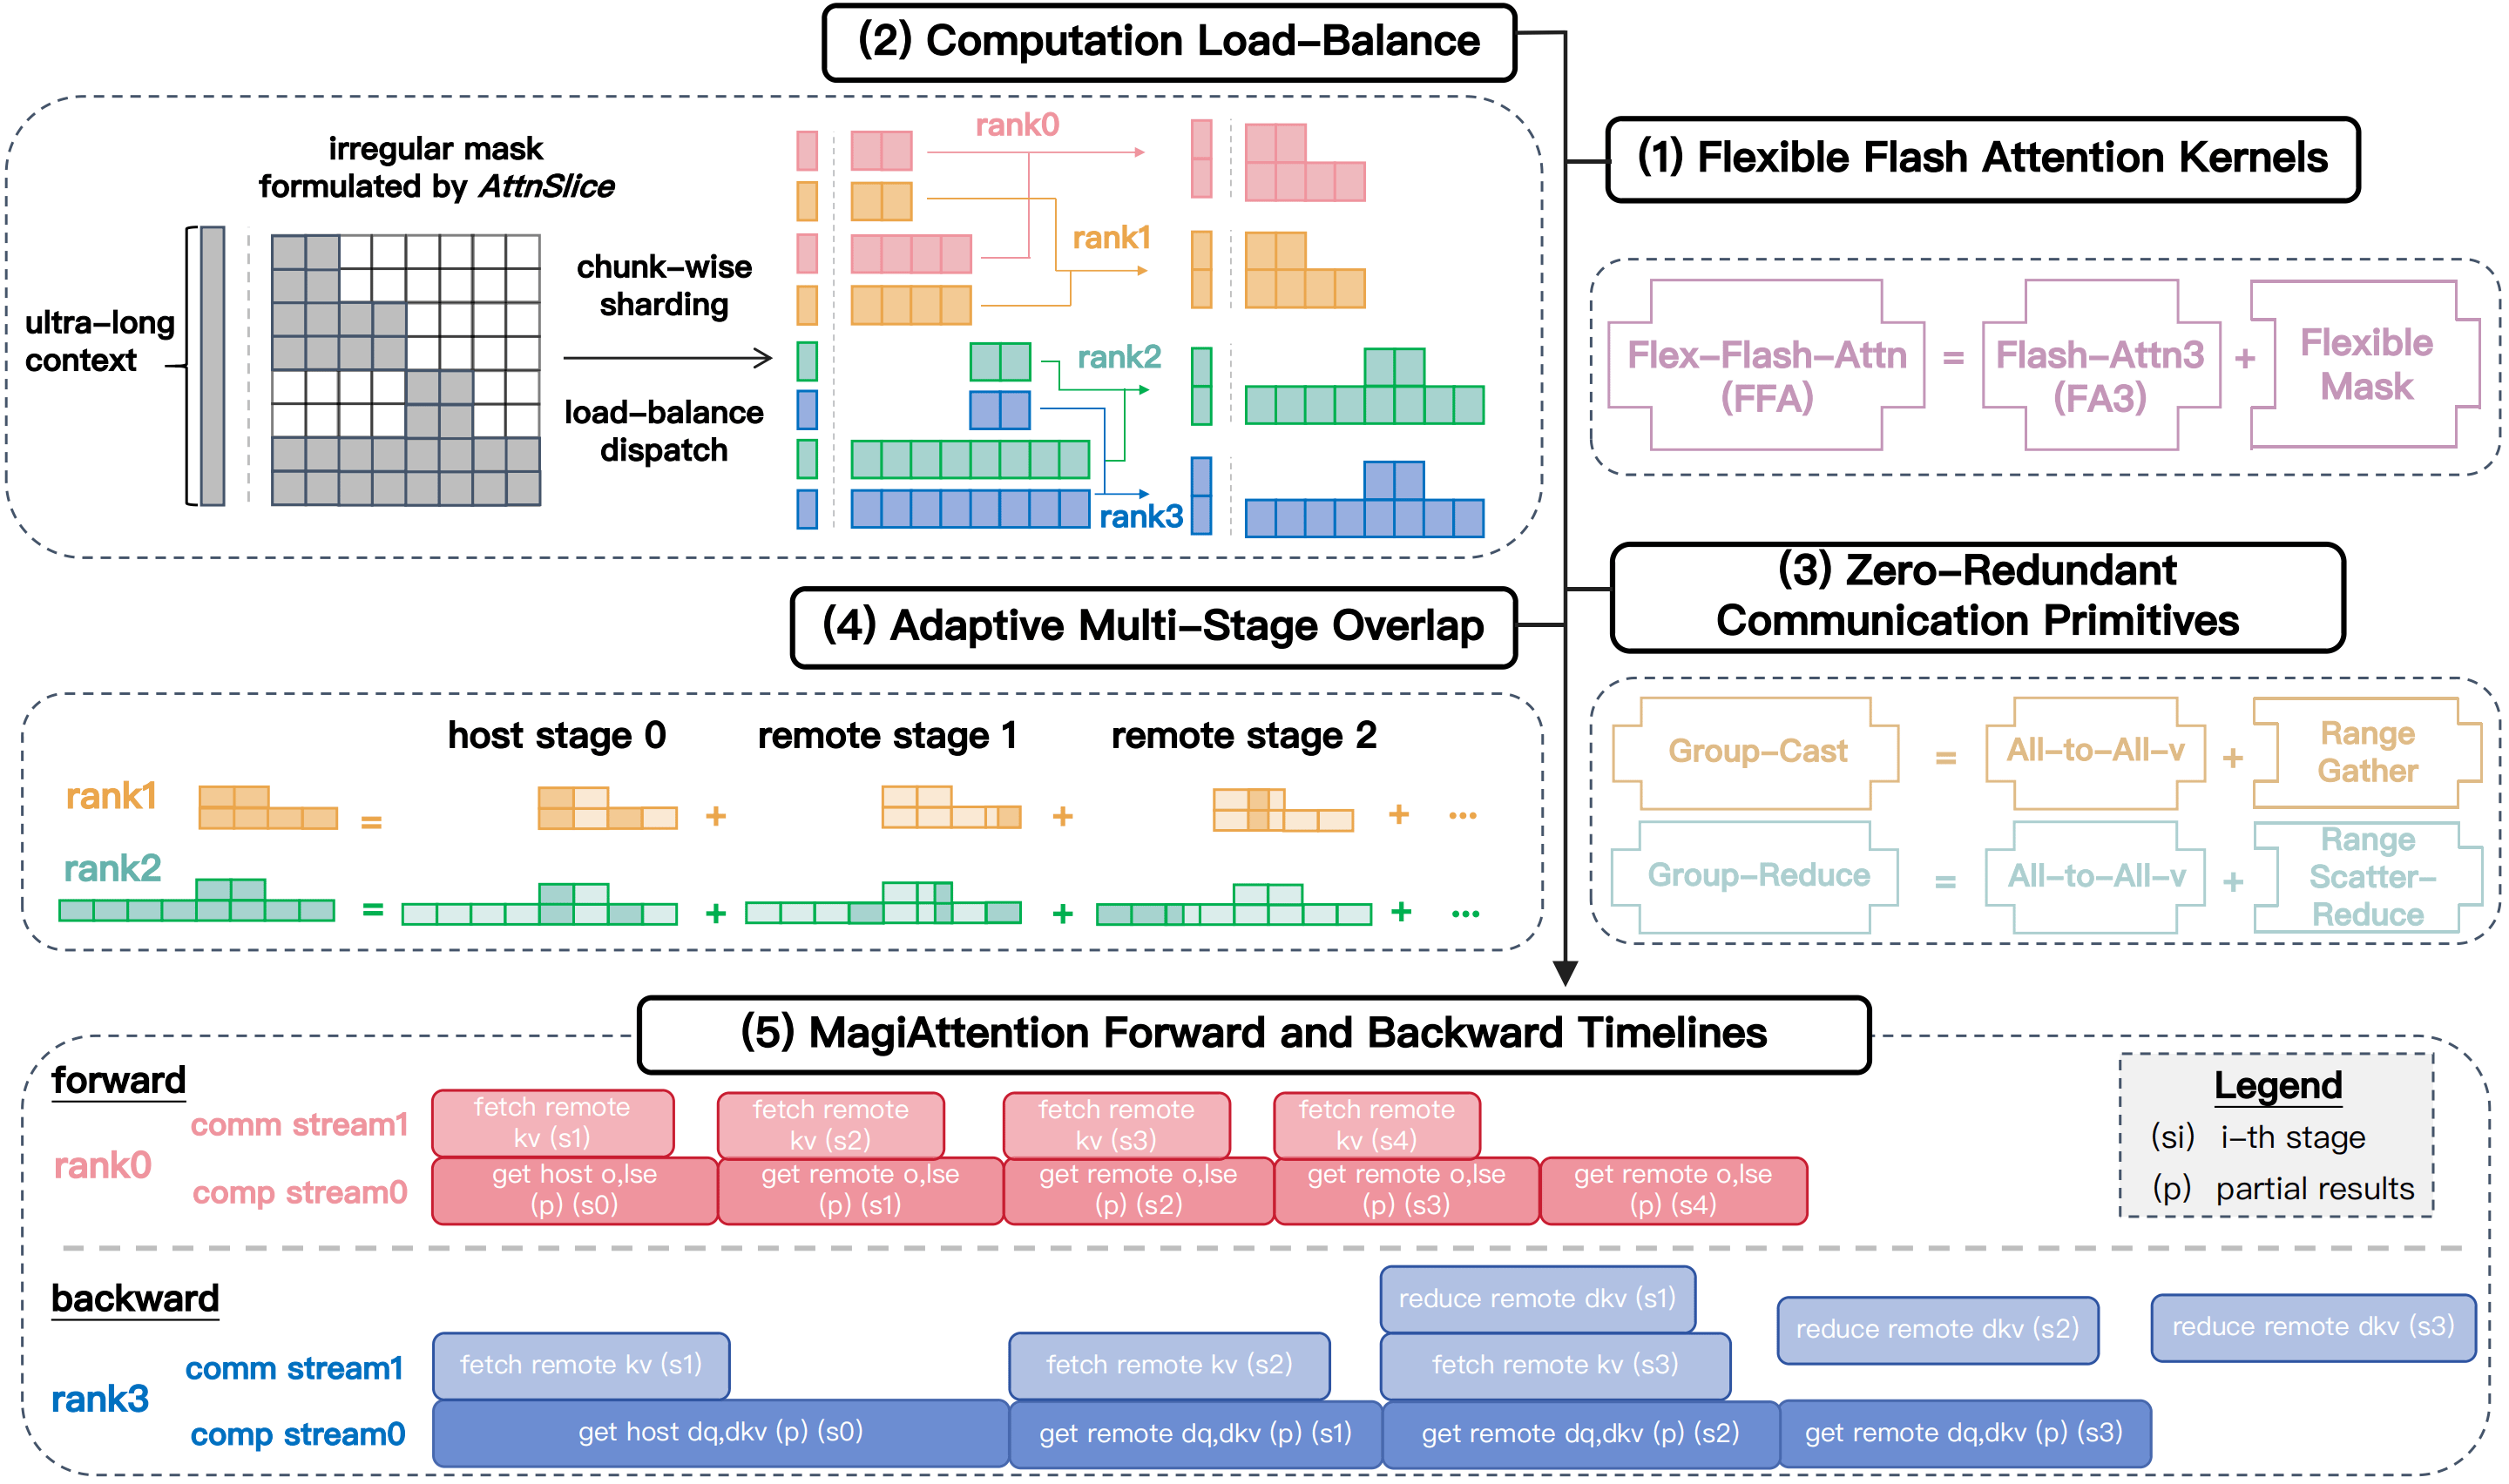 (2) Computation Load-Balance
irregular mask
formulated by AttnSlice
ultra-long
context
chunk-wise
sharding
load-balance
dispatch
rank0
rank1
rank2
rank3
(1) Flexible Flash Attention Kernels
Flex-Flash-Attn
(FFA)
=
Flash-Attn3
(FA3)
+
Flexible
Mask
(3) Zero-Redundant
Communication Primitives
Group-Cast
=
All-to-All-v
+
Range
Gather
Group-Reduce
=
All-to-All-v
+
Range
Scatter-
Reduce
(4) Adaptive Multi-Stage Overlap
host stage 0
remote stage 1
remote stage 2
rank1
=
+
+
+ ...
rank2
=
+
+
+ ...
(5) MagiAttention Forward and Backward Timelines
forward
rank0
comm stream1
fetch remote
kv (s1)
fetch remote
kv (s2)
fetch remote
kv (s3)
fetch remote
kv (s4)
comp stream0
get host o,lse
(p) (s0)
get remote o,lse
(p) (s1)
get remote o,lse
(p) (s2)
get remote o,lse
(p) (s3)
get remote o,lse
(p) (s4)
Legend
(si) i-th stage
(p) partial results
backward
rank3
reduce remote dkv (s1)
reduce remote dkv (s2)
reduce remote dkv (s3)
comm stream1
fetch remote kv (s1)
fetch remote kv (s2)
fetch remote kv (s3)
comp stream0
get host dq,dkv (p) (s0)
get remote dq,dkv (p) (s1)
get remote dq,dkv (p) (s2)
get remote dq,dkv (p) (s3)